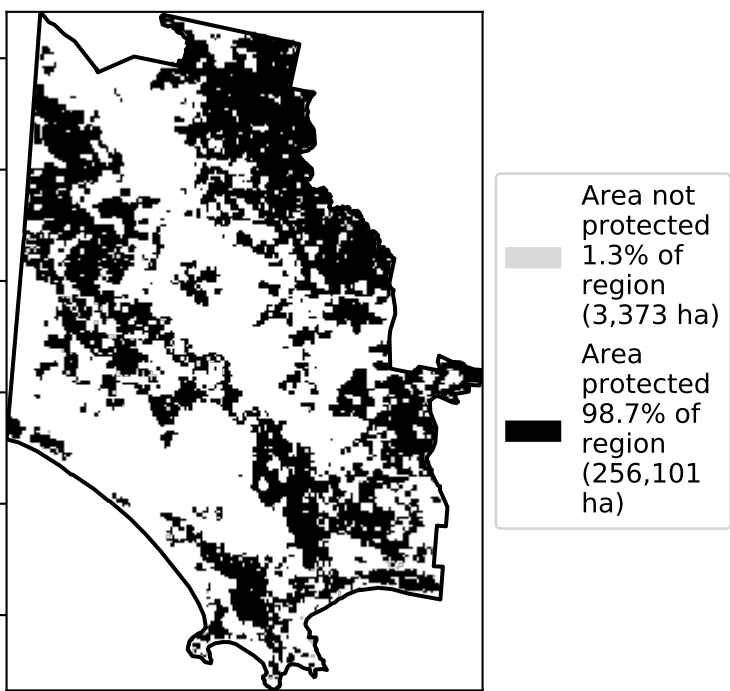 Area not
protected
1.3% of
region
(3,373 ha)
Area
protected
98.7% of
region
(256,101
ha)